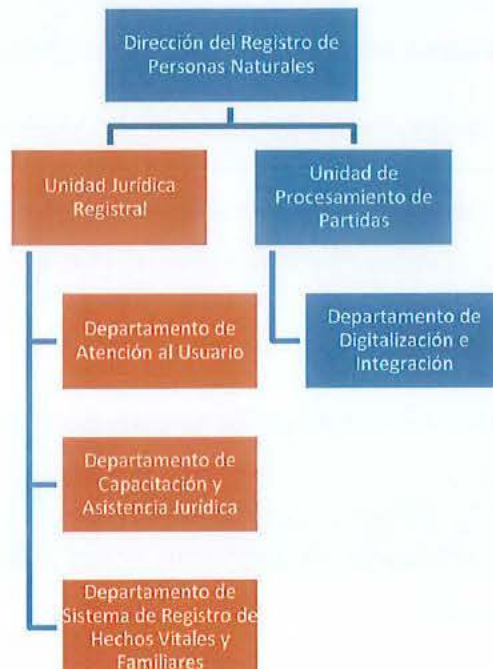 Dirección del Registro de
Personas Naturales
Unidad Jurídica
Registral
Unidad de
Procesamiento de
Partidas
Departamento de
Atención al Usuario
Departamento de
Digitalización e
Integración
Departamento de
Capacitación y
Asistencia Jurídica
Departamento de
Sistema de Registro de
Hechos Vitales y
Familiares